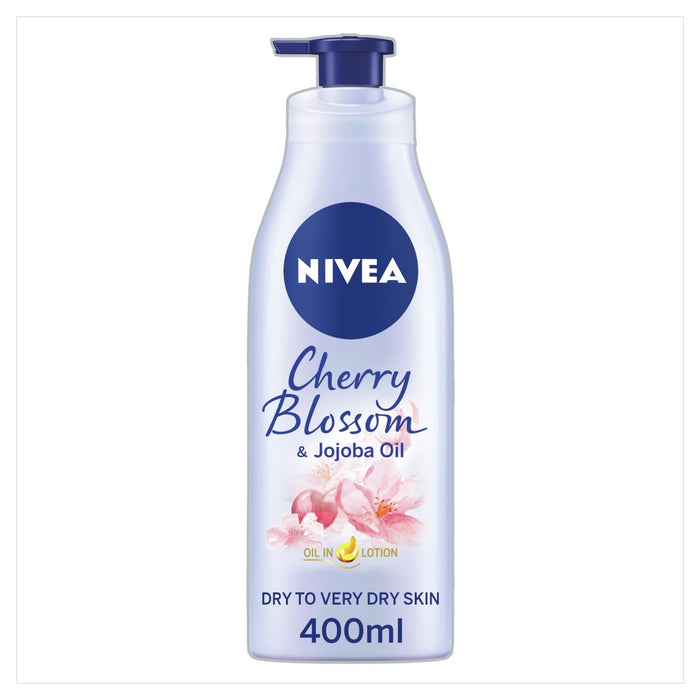 NIVEA
Cherry
Blossom
& Jojoba Oil
OIL IN LOTION
DRY TO VERY DRY SKIN
400ml